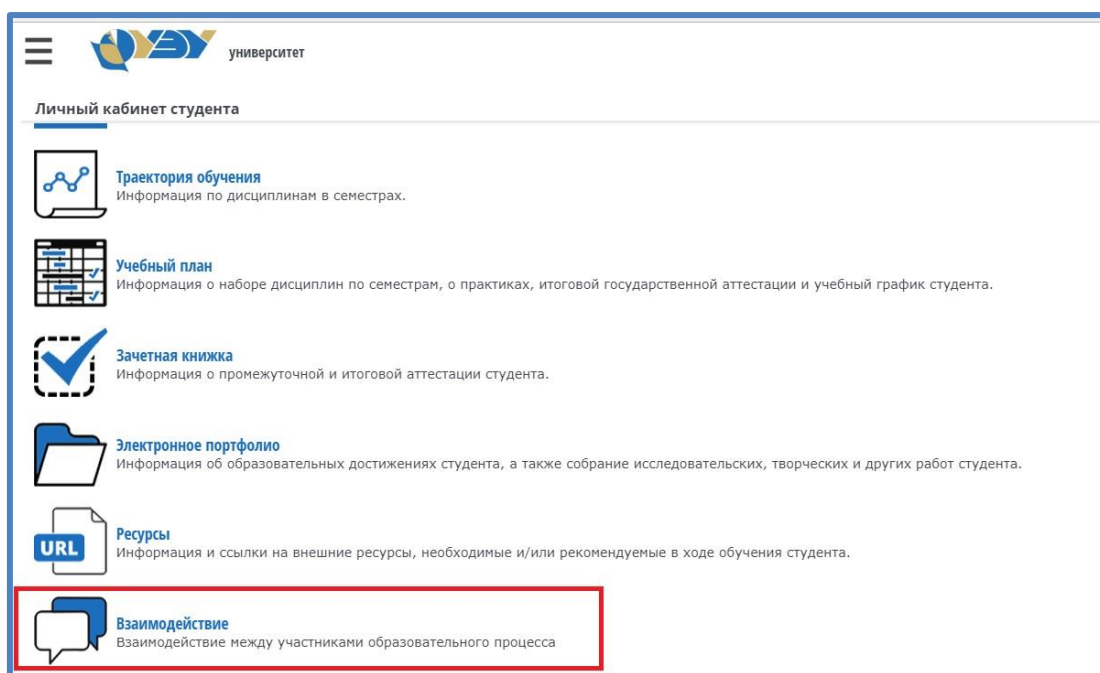 УЭУ университет
Личный кабинет студента
Траектория обучения
Информация по дисциплинам в семестрах.
Учебный план
Информация о наборе дисциплин по семестрам, о практиках, итоговой государственной аттестации и учебный график студента.
Зачетная книжка
Информация о промежуточной и итоговой аттестации студента.
Электронное портфолио
Информация об образовательных достижениях студента, а также собрание исследовательских, творческих и других работ студента.
URL
Ресурсы
Информация и ссылки на внешние ресурсы, необходимые и/или рекомендуемые в ходе обучения студента.
Взаимодействие
Взаимодействие между участниками образовательного процесса